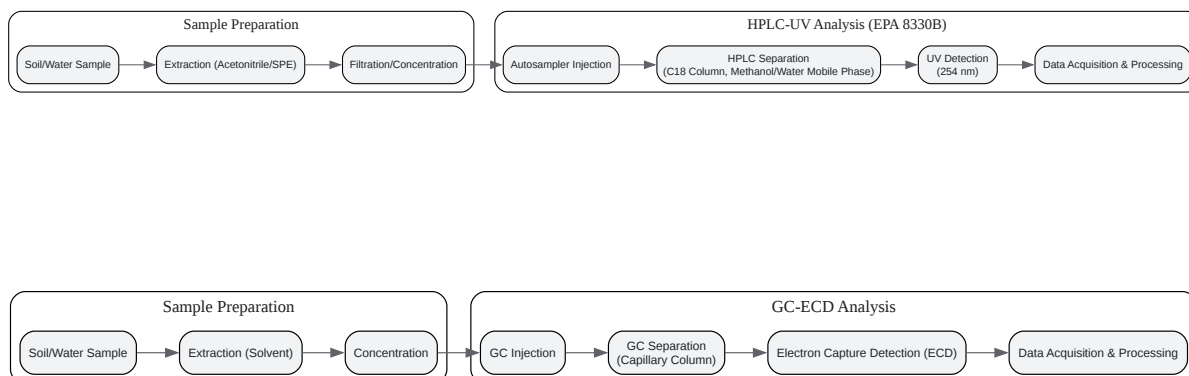 Sample Preparation
Soil/Water Sample
Extraction (Acetonitrile/SPE)
Filtration/Concentration
HPLC-UV Analysis (EPA 8330B)
Autosampler Injection
HPLC Separation
(C18 Column, Methanol/Water Mobile Phase)
UV Detection
(254 nm)
Data Acquisition & Processing
Sample Preparation
Soil/Water Sample
Extraction (Solvent)
Concentration
GC-ECD Analysis
GC Injection
GC Separation
(Capillary Column)
Electron Capture Detection (ECD)
Data Acquisition & Processing